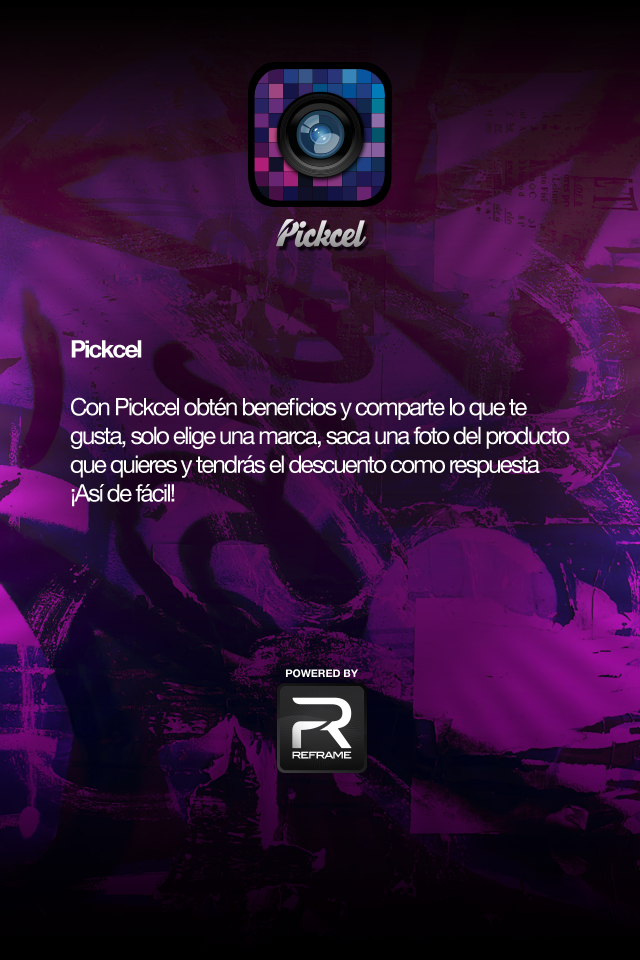 Pickcel
Pickcel
Con Pickcel obtén beneficios y comparte lo que te
gusta, solo elige una marca, saca una foto del producto
que quieres y tendrás el descuento como respuesta
¡Así de fácil!
POWERED BY
REFRAME